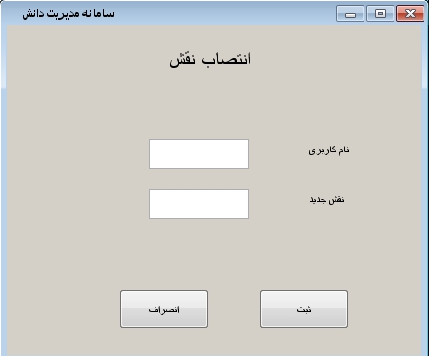 سامانه مدیریت دانش
انتصاب نقش
نام کاربری
نقش جدید
ثبت
انصراف